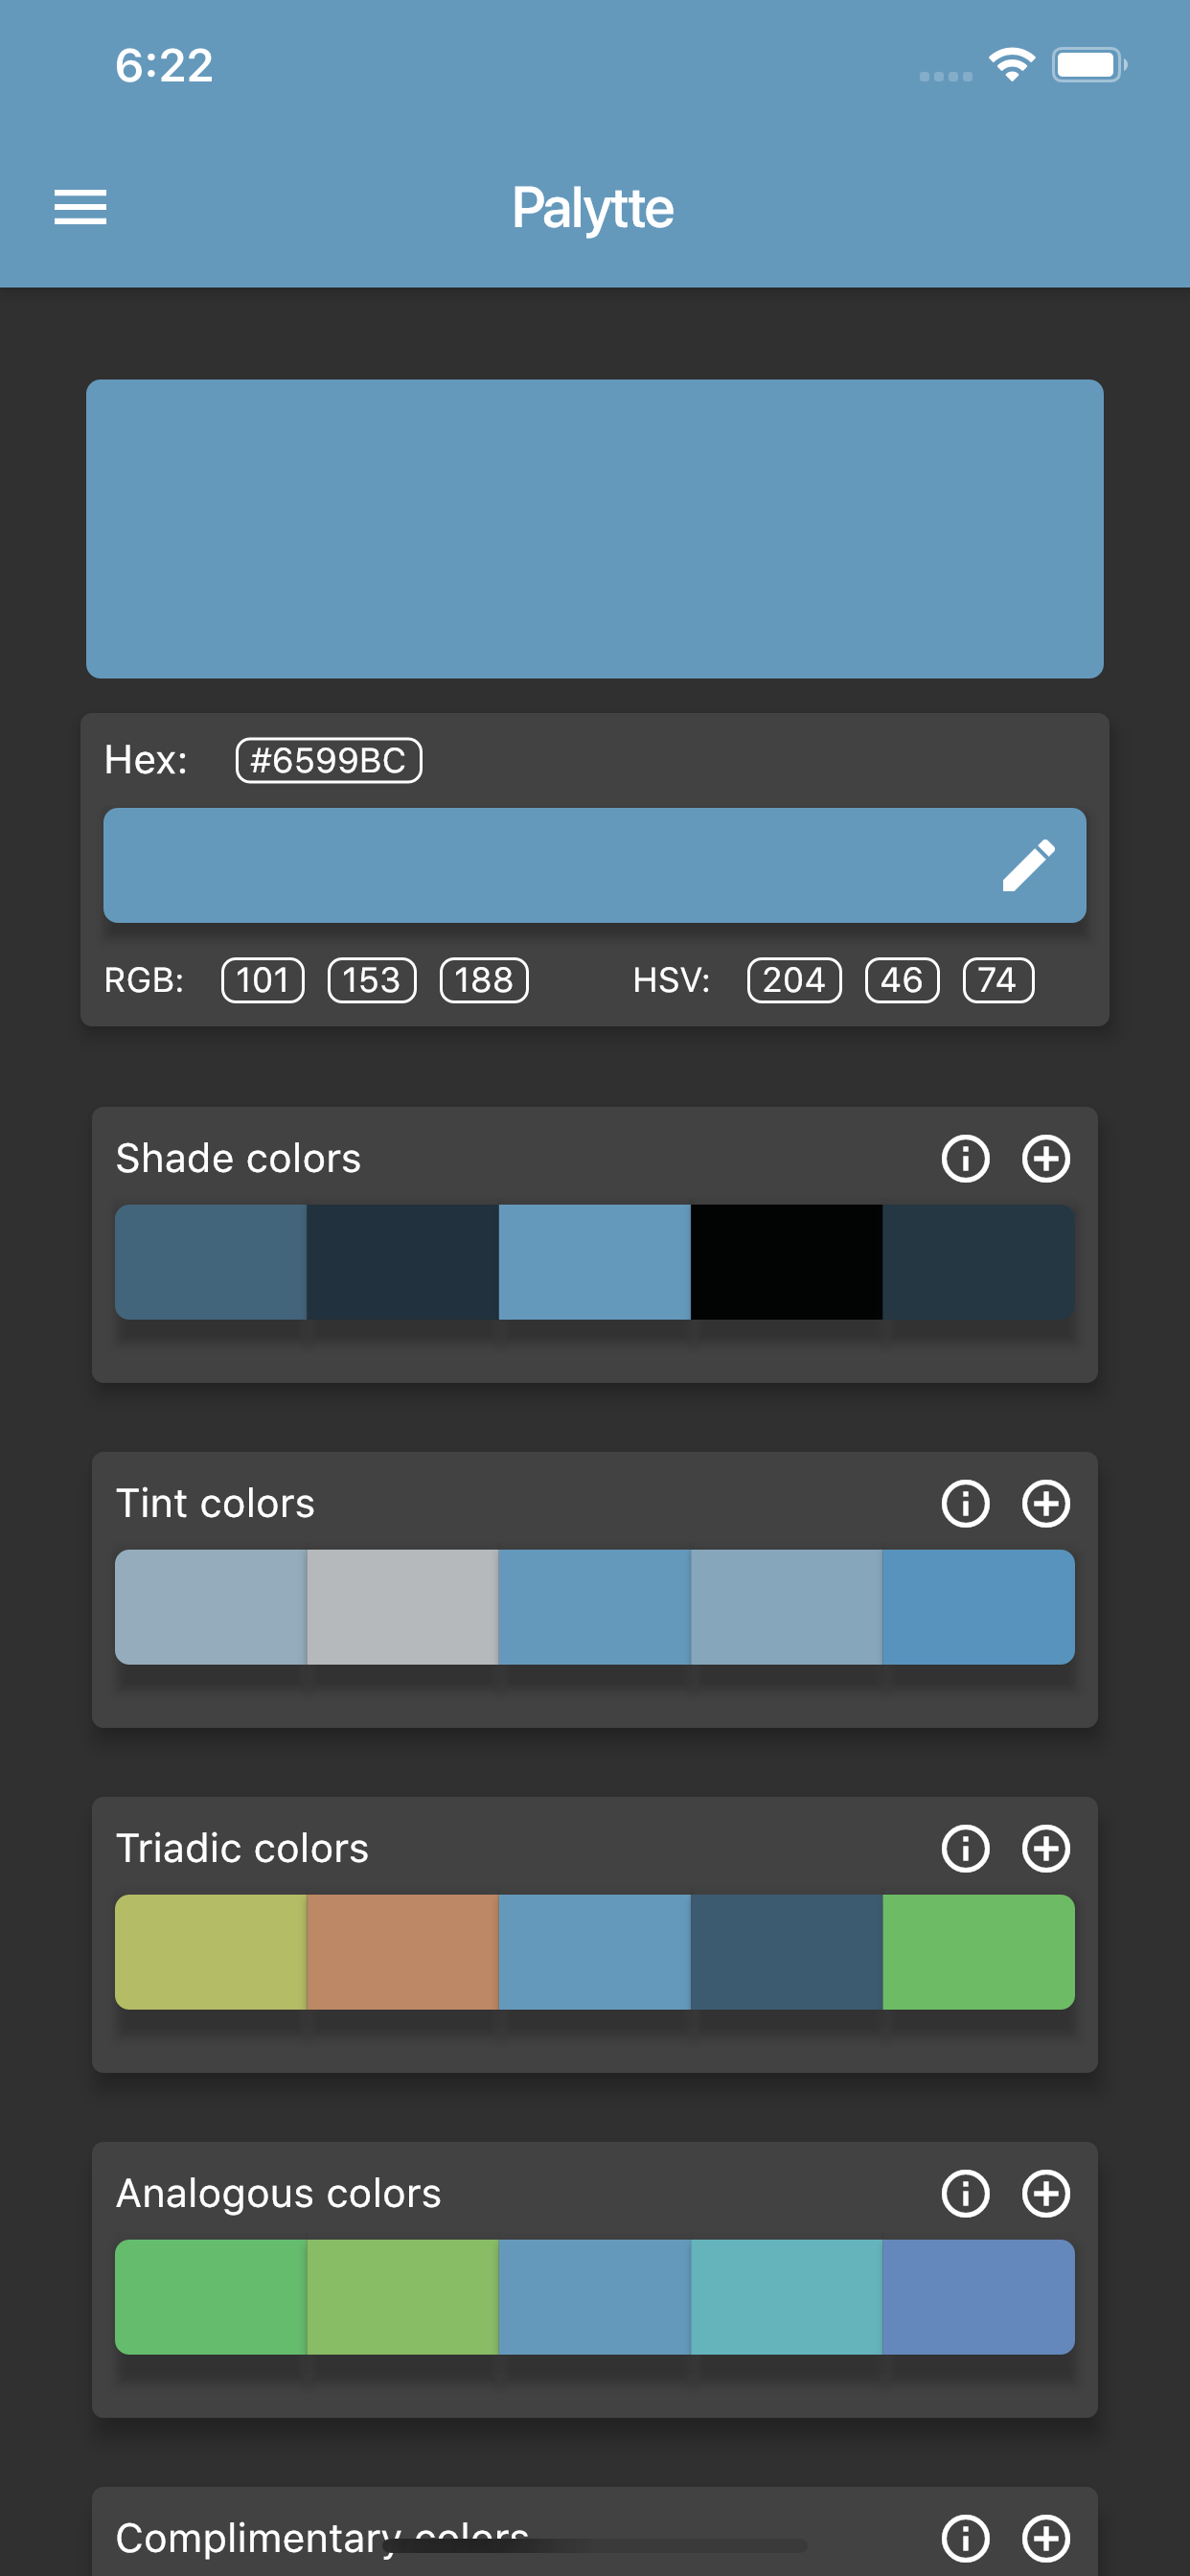 6:22
Palytte
Hex: #6599BC
RGB: 101 153 188 HSV: 204 46 74
Shade colors
Tint colors
Triadic colors
Analogous colors
Complimentary colors